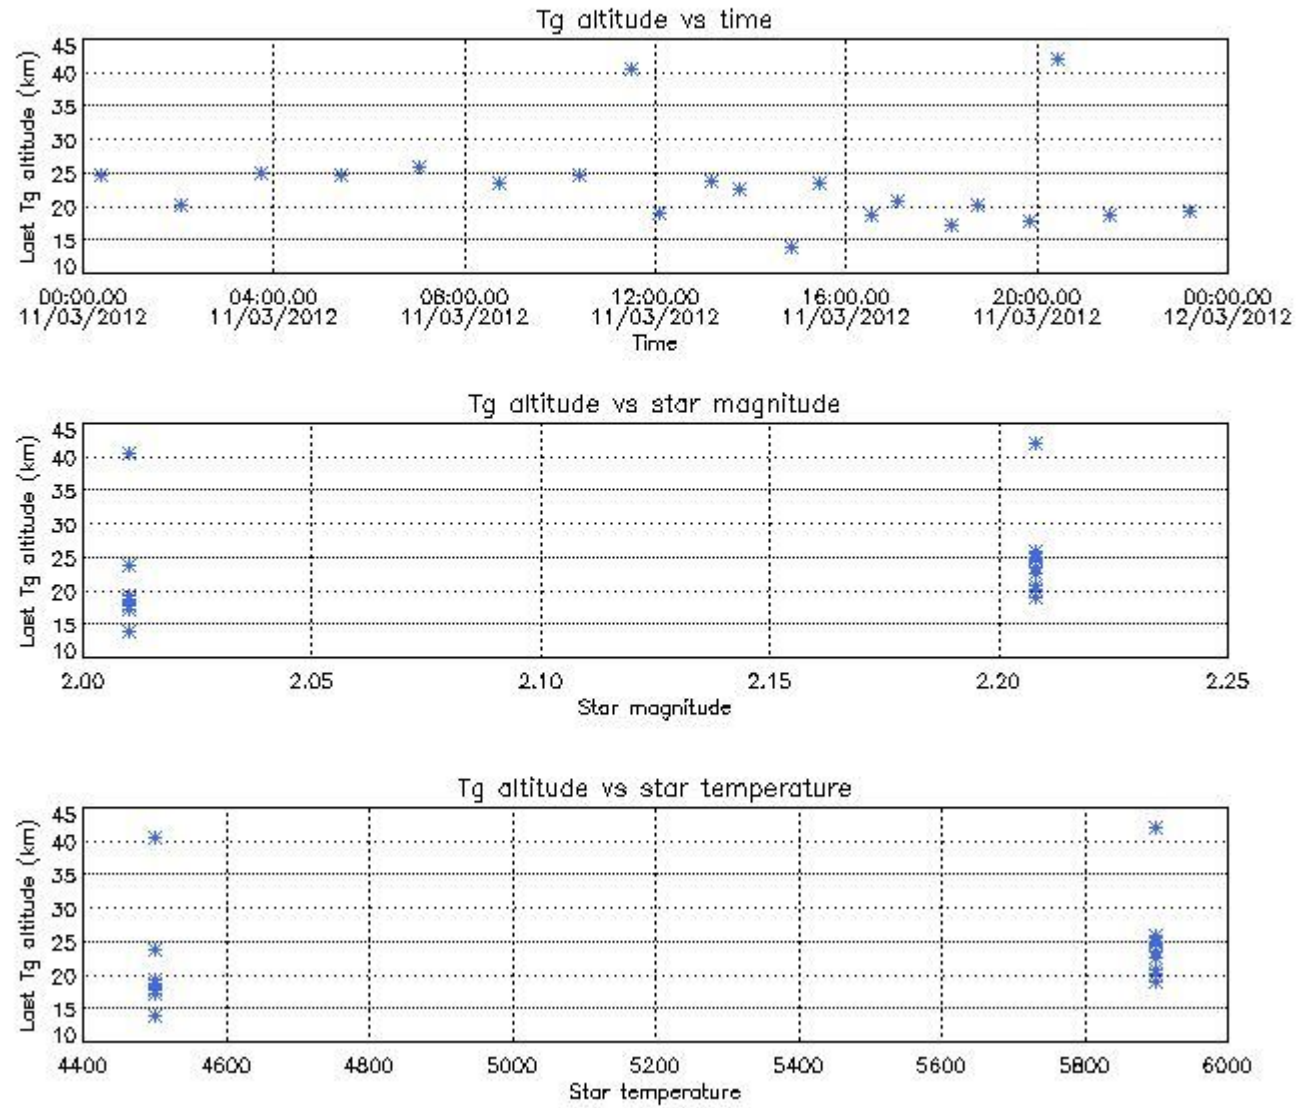 Tg altitude vs time
Last Tg altitude (km)
45
40
35
30
25
20
15
10
00:00.00 04:00.00 08:00.00 12:00.00 16:00.00 20:00.00 00:00.00
11/03/2012 11/03/2012 11/03/2012 11/03/2012 11/03/2012 11/03/2012 12/03/2012
Time
Tg altitude vs star magnitude
Last Tg altitude (km)
45
40
35
30
25
20
15
10
2.00 2.05 2.10 2.15 2.20 2.25
Star magnitude
Tg altitude vs star temperature
Last Tg altitude (km)
45
40
35
30
25
20
15
10
4400 4600 4800 5000 5200 5400 5600 5800 6000
Star temperature